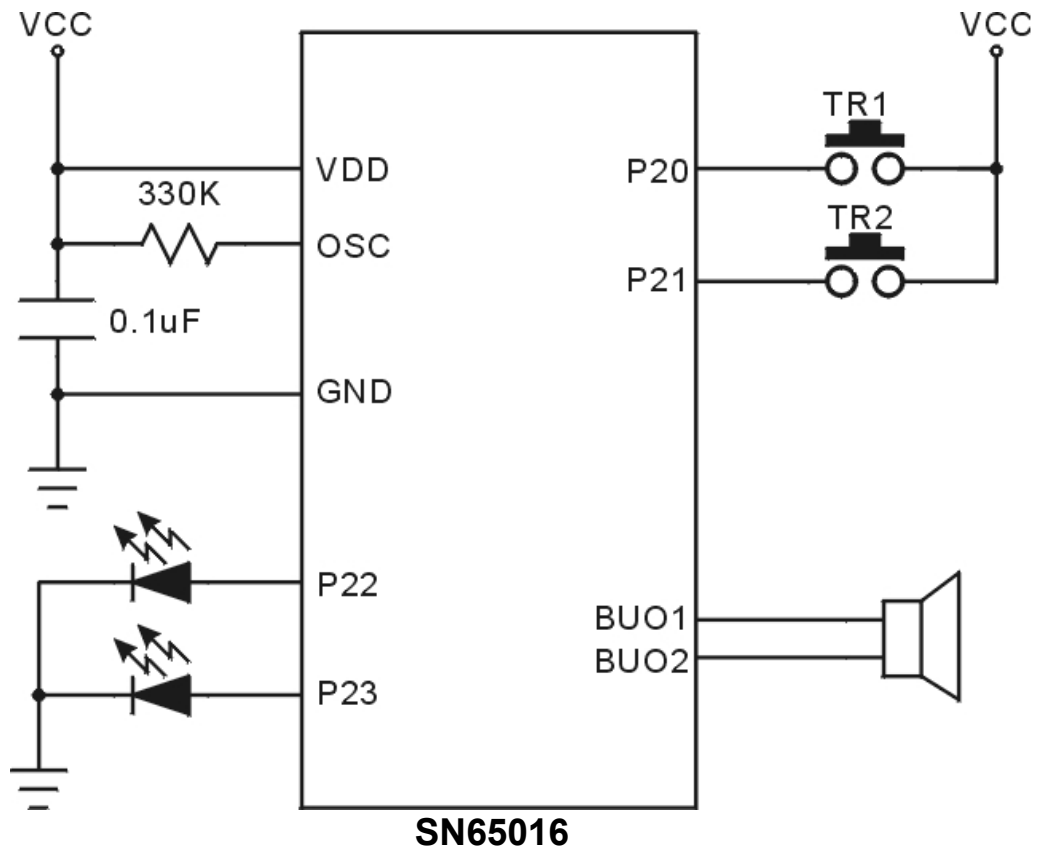 VCC
VCC
TR1
VDD
P20
330K
TR2
OSC
P21
0.1uF
GND
P22
BUO1
BUO2
P23
SN65016